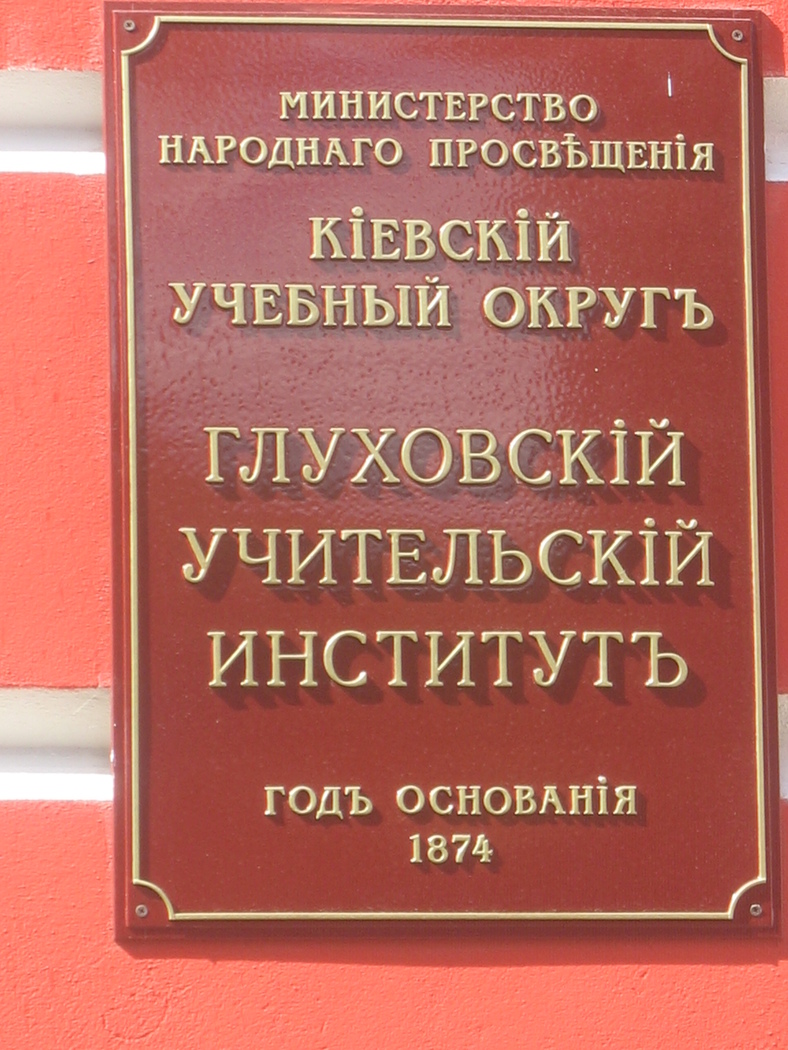 МИНИСТЕРСТВО
НАРОДНАГО ПРОСВѢЩЕНІЯ
КІЕВСКІЙ
УЧЕБНЫЙ ОКРУГЪ
ГЛУХОВСКІЙ
УЧИТЕЛЬСКІЙ
ИНСТИТУТЪ
ГОДЪ ОСНОВАНІЯ
1874